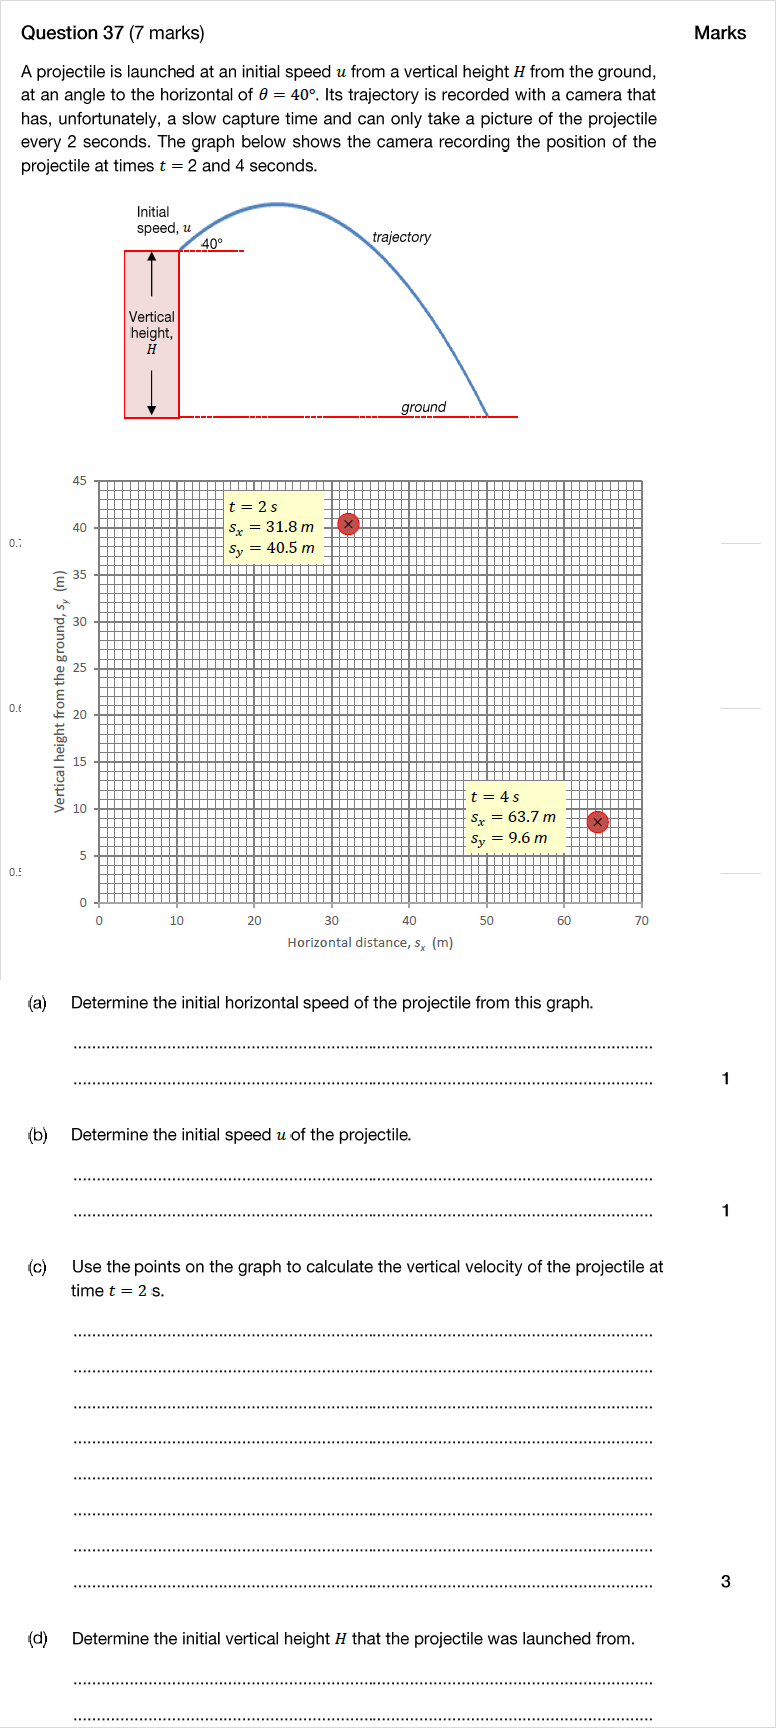 Question 37 (7 marks) Marks
A projectile is launched at an initial speed u from a vertical height H from the ground,
at an angle to the horizontal of θ = 40°. Its trajectory is recorded with a camera that
has, unfortunately, a slow capture time and can only take a picture of the projectile
every 2 seconds. The graph below shows the camera recording the position of the
projectile at times t = 2 and 4 seconds.
Initial
speed, u
40°
trajectory
Vertical
height,
H
ground
45
40
35
30
25
20
15
10
5
0
Vertical height from the ground, s_y (m)
t = 2 s
s_x = 31.8 m
s_y = 40.5 m
t = 4 s
s_x = 63.7 m
s_y = 9.6 m
0 10 20 30 40 50 60 70
Horizontal distance, s_x (m)
(a) Determine the initial horizontal speed of the projectile from this graph.
1
(b) Determine the initial speed u of the projectile.
1
(c) Use the points on the graph to calculate the vertical velocity of the projectile at
time t = 2 s.
3
(d) Determine the initial vertical height H that the projectile was launched from.